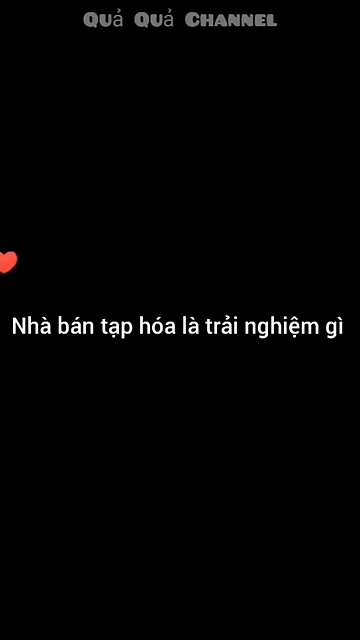 Quả Quả Channel
Nhà bán tạp hóa là trải nghiệm gì